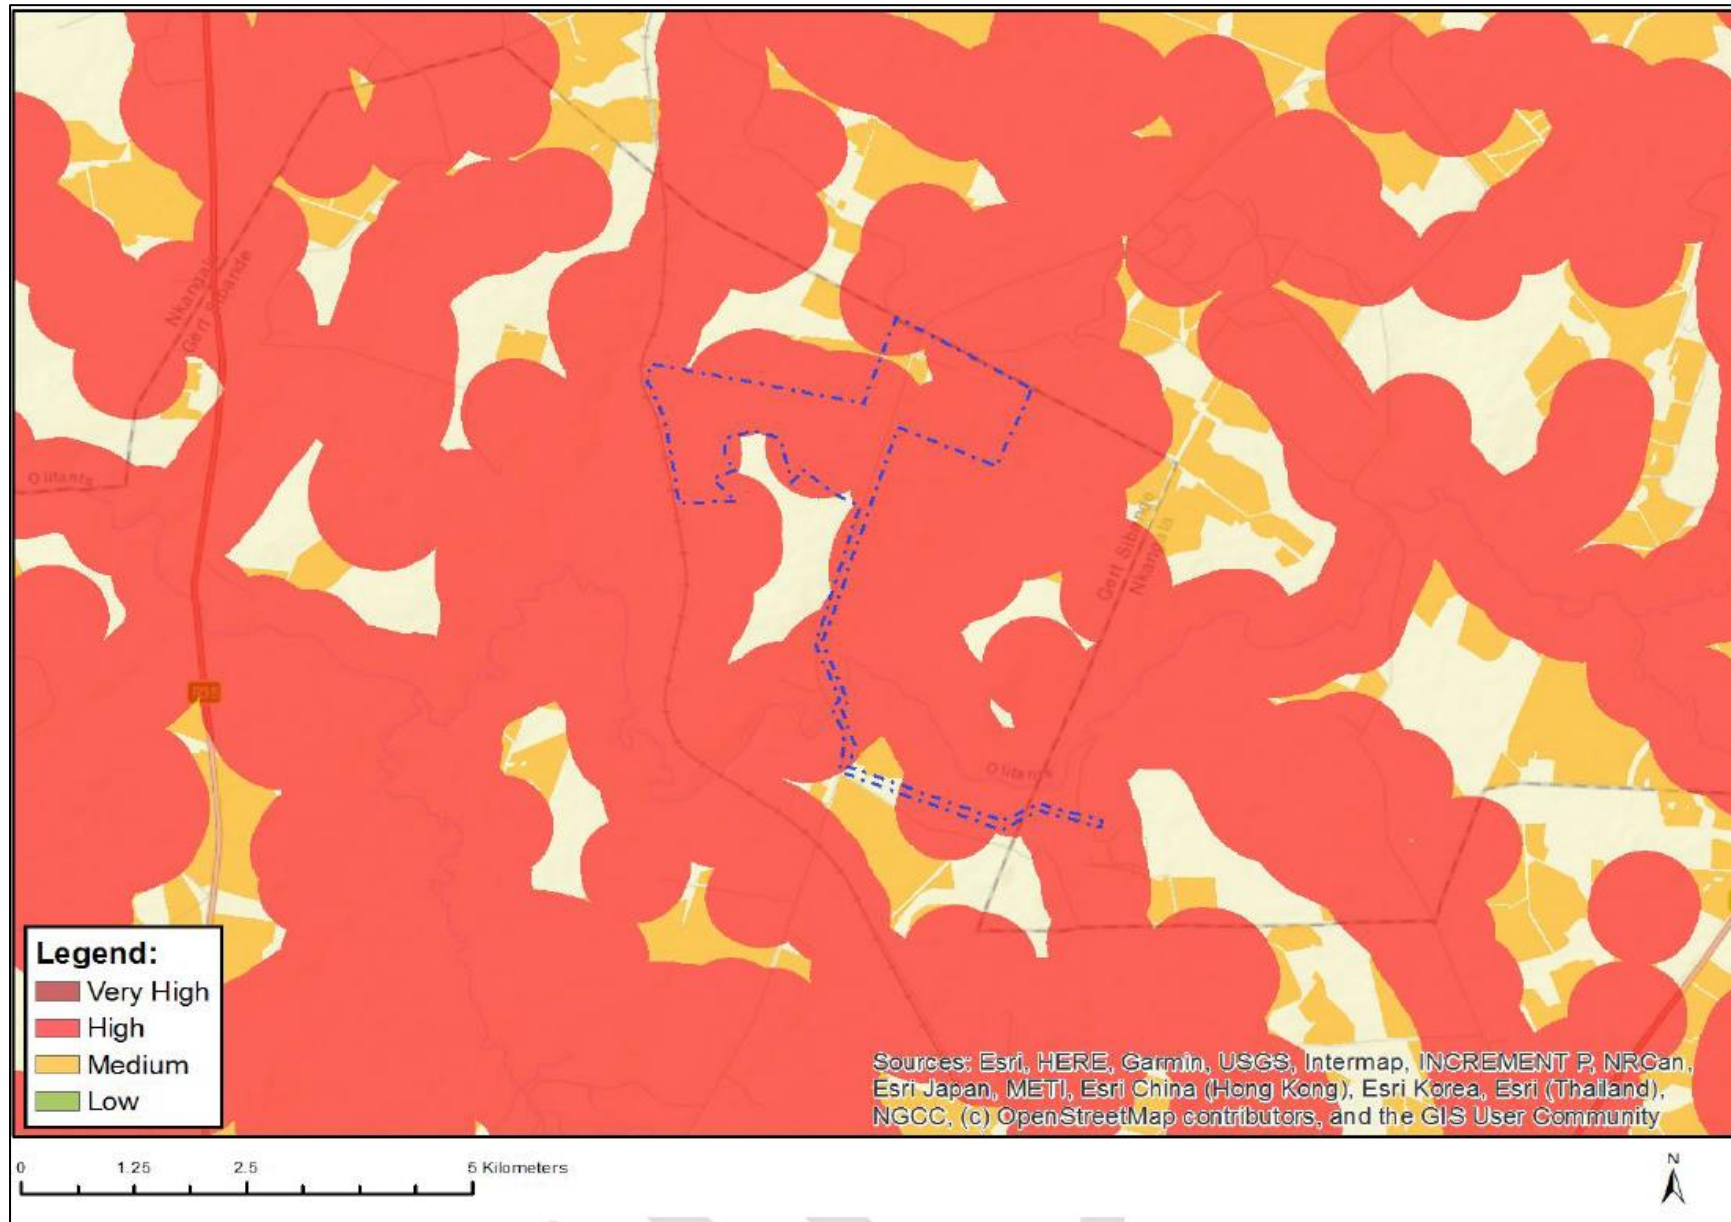 Nkangala
Gert Sibande
Olifants
R35
Gert Sibande
Nkangala
Olifants
Legend:
Very High
High
Medium
Low
Sources: Esri, HERE, Garmin, USGS, Intermap, INCREMENT P, NRCan,
Esri Japan, METI, Esri China (Hong Kong), Esri Korea, Esri (Thailand),
NGCC, (c) OpenStreetMap contributors, and the GIS User Community
0 1.25 2.5 5 Kilometers
N